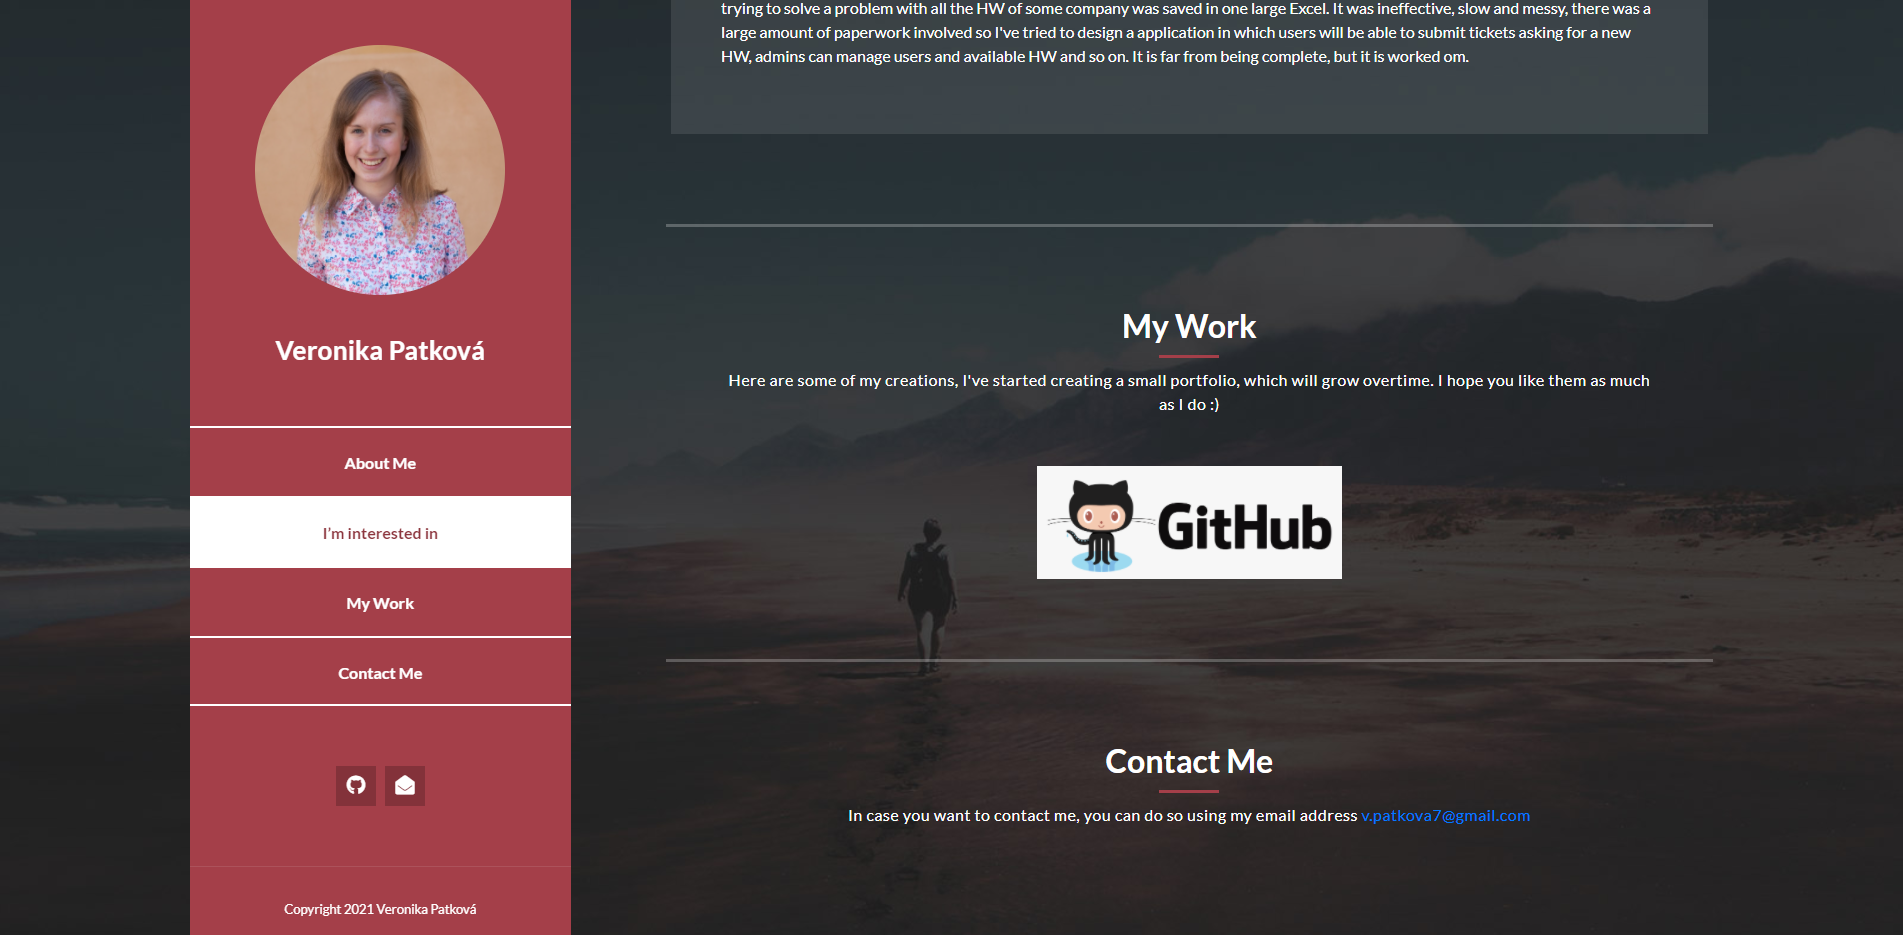 Veronika Patková
About Me
I'm interested in
My Work
Contact Me
Copyright 2021 Veronika Patková
trying to solve a problem with all the HW of some company was saved in one large Excel. It was ineffective, slow and messy, there was a
large amount of paperwork involved so I've tried to design a application in which users will be able to submit tickets asking for a new
HW, admins can manage users and available HW and so on. It is far from being complete, but it is worked om.
My Work
Here are some of my creations, I've started creating a small portfolio, which will grow overtime. I hope you like them as much
as I do :)
GitHub
Contact Me
In case you want to contact me, you can do so using my email address v.patkova7@gmail.com